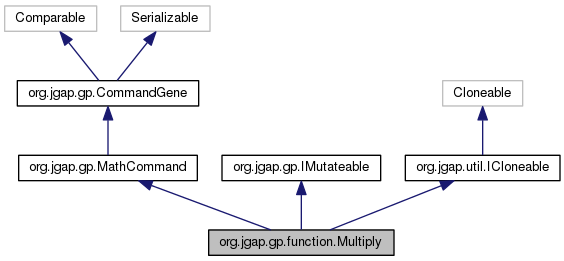 Comparable
Serializable
org.jgap.gp.CommandGene
Cloneable
org.jgap.gp.MathCommand
org.jgap.gp.IMutateable
org.jgap.util.ICloneable
org.jgap.gp.function.Multiply